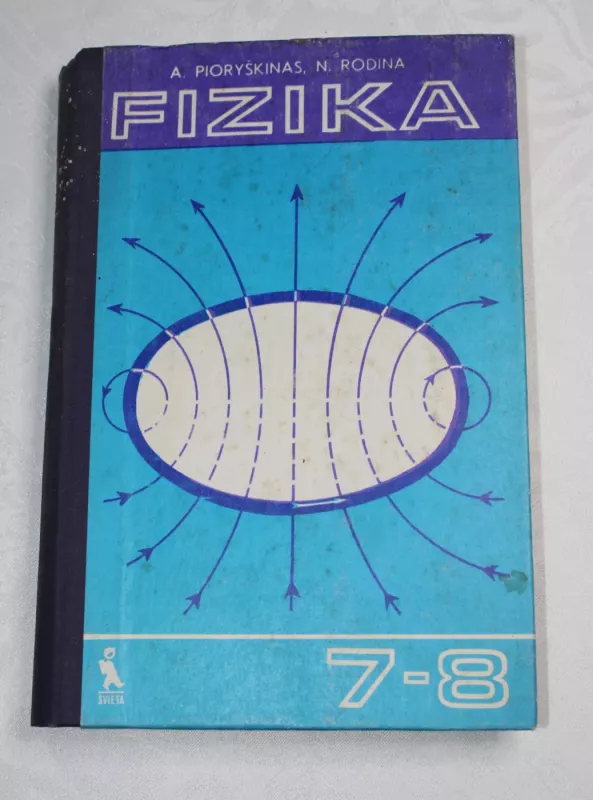 A. PIORYŠKINAS, N. RODINA
FIZIKA
7-8
ŠVIESA